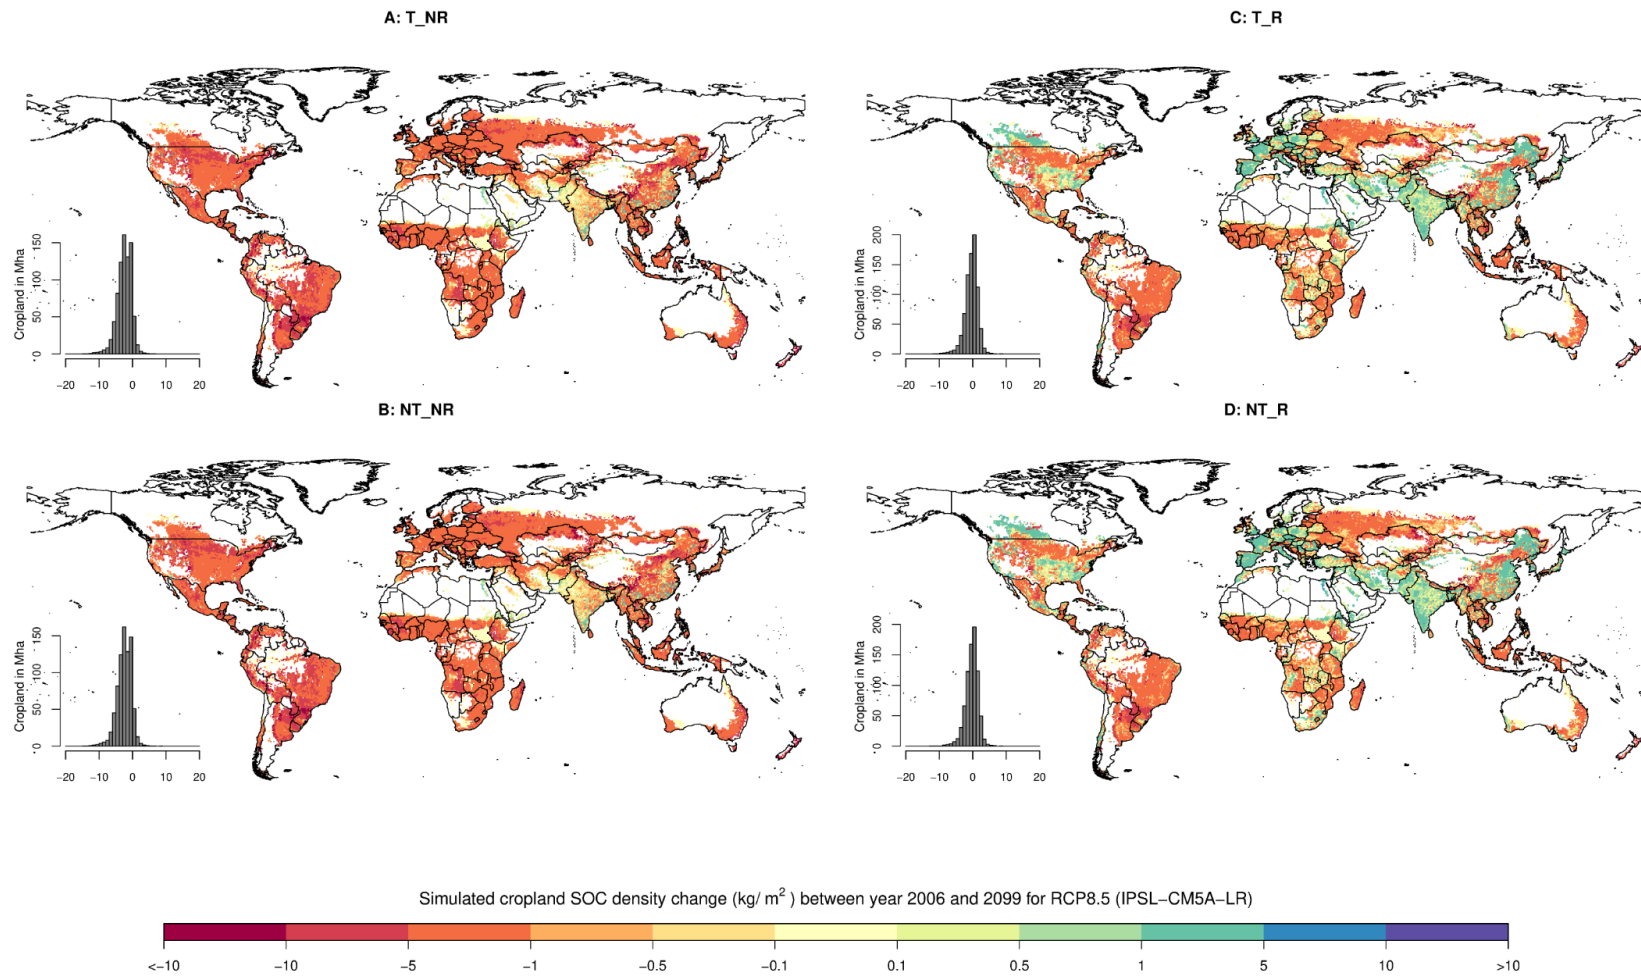 A: T_NR
C: T_R
Cropland in Mha
150
100
50
0
−20 −10 0 10 20
Cropland in Mha
200
150
100
50
0
−20 −10 0 10 20
B: NT_NR
D: NT_R
Cropland in Mha
150
100
50
0
−20 −10 0 10 20
Cropland in Mha
200
150
100
50
0
−20 −10 0 10 20
Simulated cropland SOC density change (kg/ m² ) between year 2006 and 2099 for RCP8.5 (IPSL−CM5A−LR)
<−10 −10 −5 −1 −0.5 −0.1 0.1 0.5 1 5 10 >10